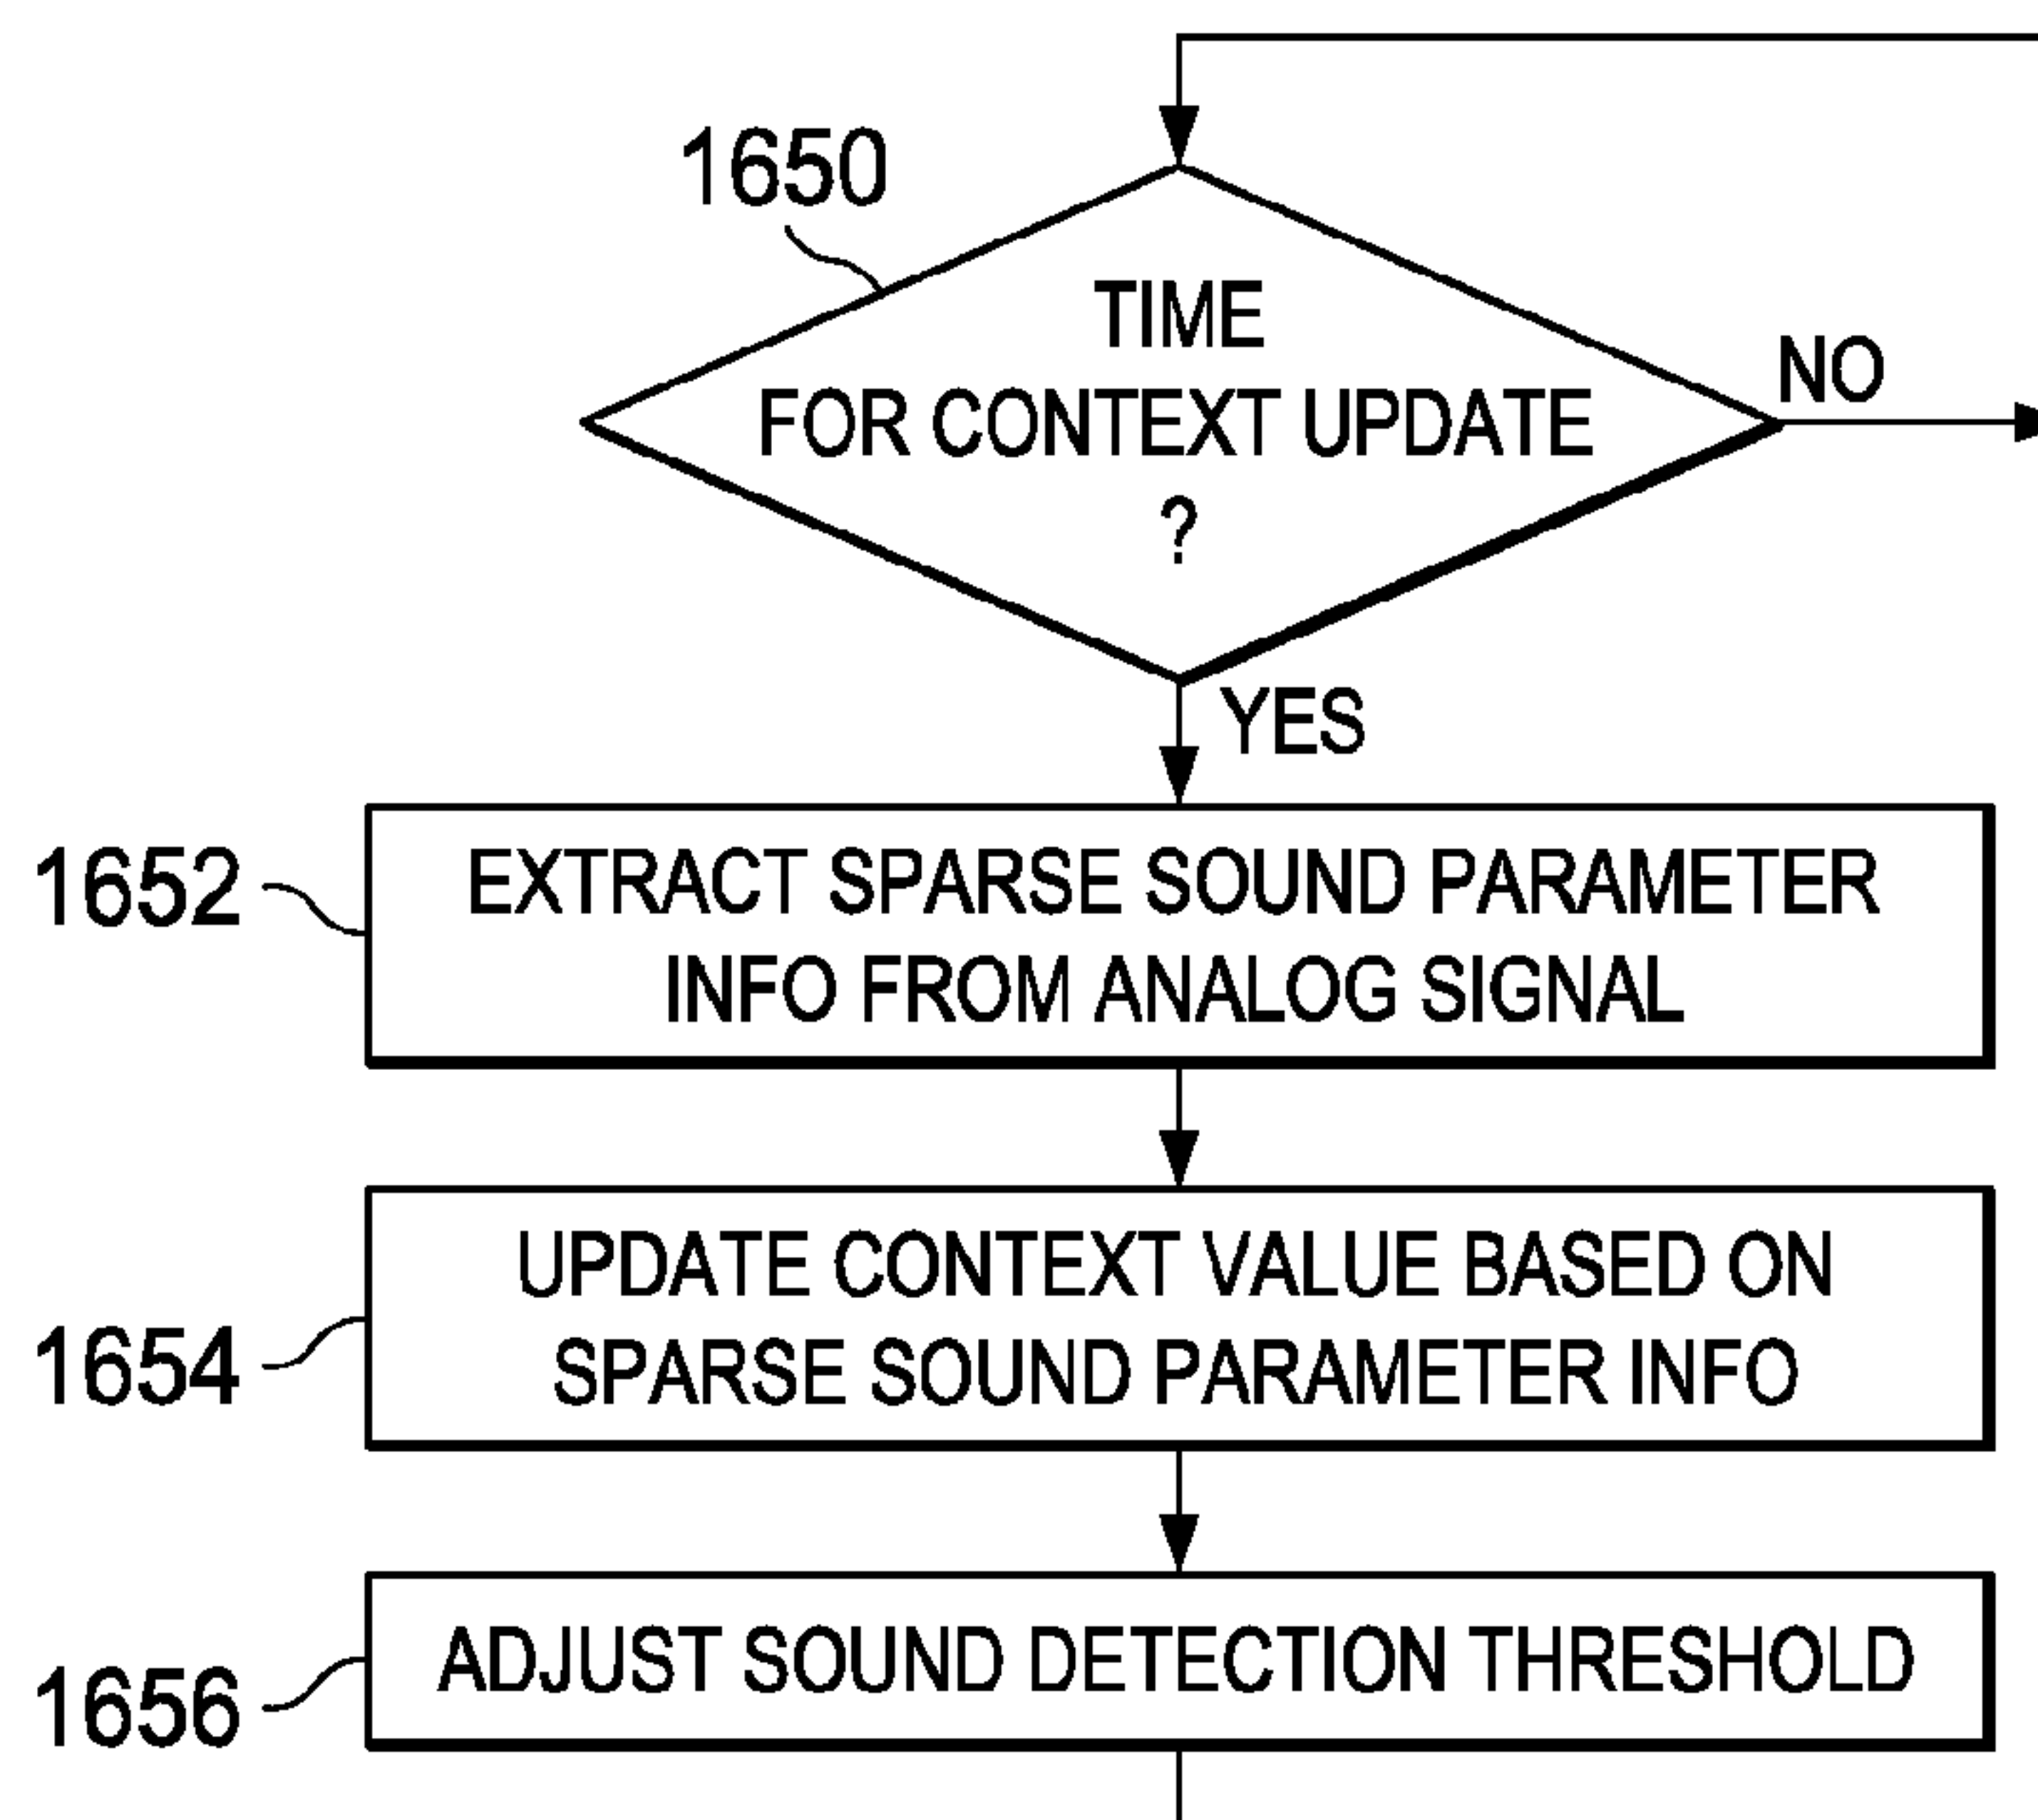 1650
TIME
FOR CONTEXT UPDATE
?
NO
YES
1652
EXTRACT SPARSE SOUND PARAMETER
INFO FROM ANALOG SIGNAL
1654
UPDATE CONTEXT VALUE BASED ON
SPARSE SOUND PARAMETER INFO
1656
ADJUST SOUND DETECTION THRESHOLD